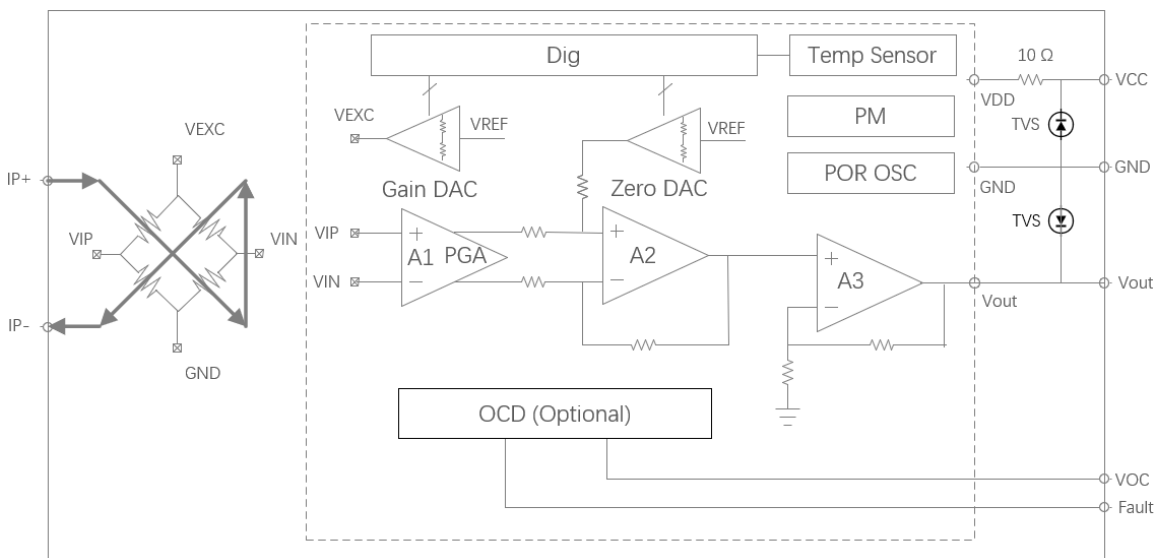 Dig
Temp Sensor
10 Ω
VCC
VDD
VEXC
VREF
VREF
PM
TVS
VEXC
Gain DAC
Zero DAC
POR OSC
GND
GND
IP+
VIP
VIN
VIP
+
A1
PGA
+
A2
TVS
VIN
−
−
+
A3
−
Vout
Vout
IP-
GND
OCD (Optional)
VOC
Fault